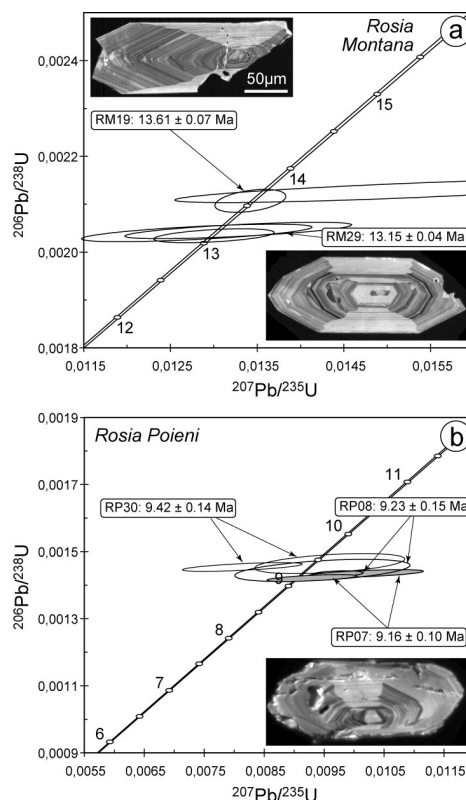 Rosia
Montana
a
50µm
RM19: 13.61 ± 0.07 Ma
RM29: 13.15 ± 0.04 Ma
15
14
13
12
0,0024
0,0022
0,0020
0,0018
206Pb/238U
0,0115 0,0125 0,0135 0,0145 0,0155
207Pb/235U
Rosia Poieni
b
RP30: 9.42 ± 0.14 Ma
RP08: 9.23 ± 0.15 Ma
RP07: 9.16 ± 0.10 Ma
11
10
9
8
7
6
0,0019
0,0017
0,0015
0,0013
0,0011
0,0009
206Pb/238U
0,0055 0,0065 0,0075 0,0085 0,0095 0,0105 0,0115
207Pb/235U